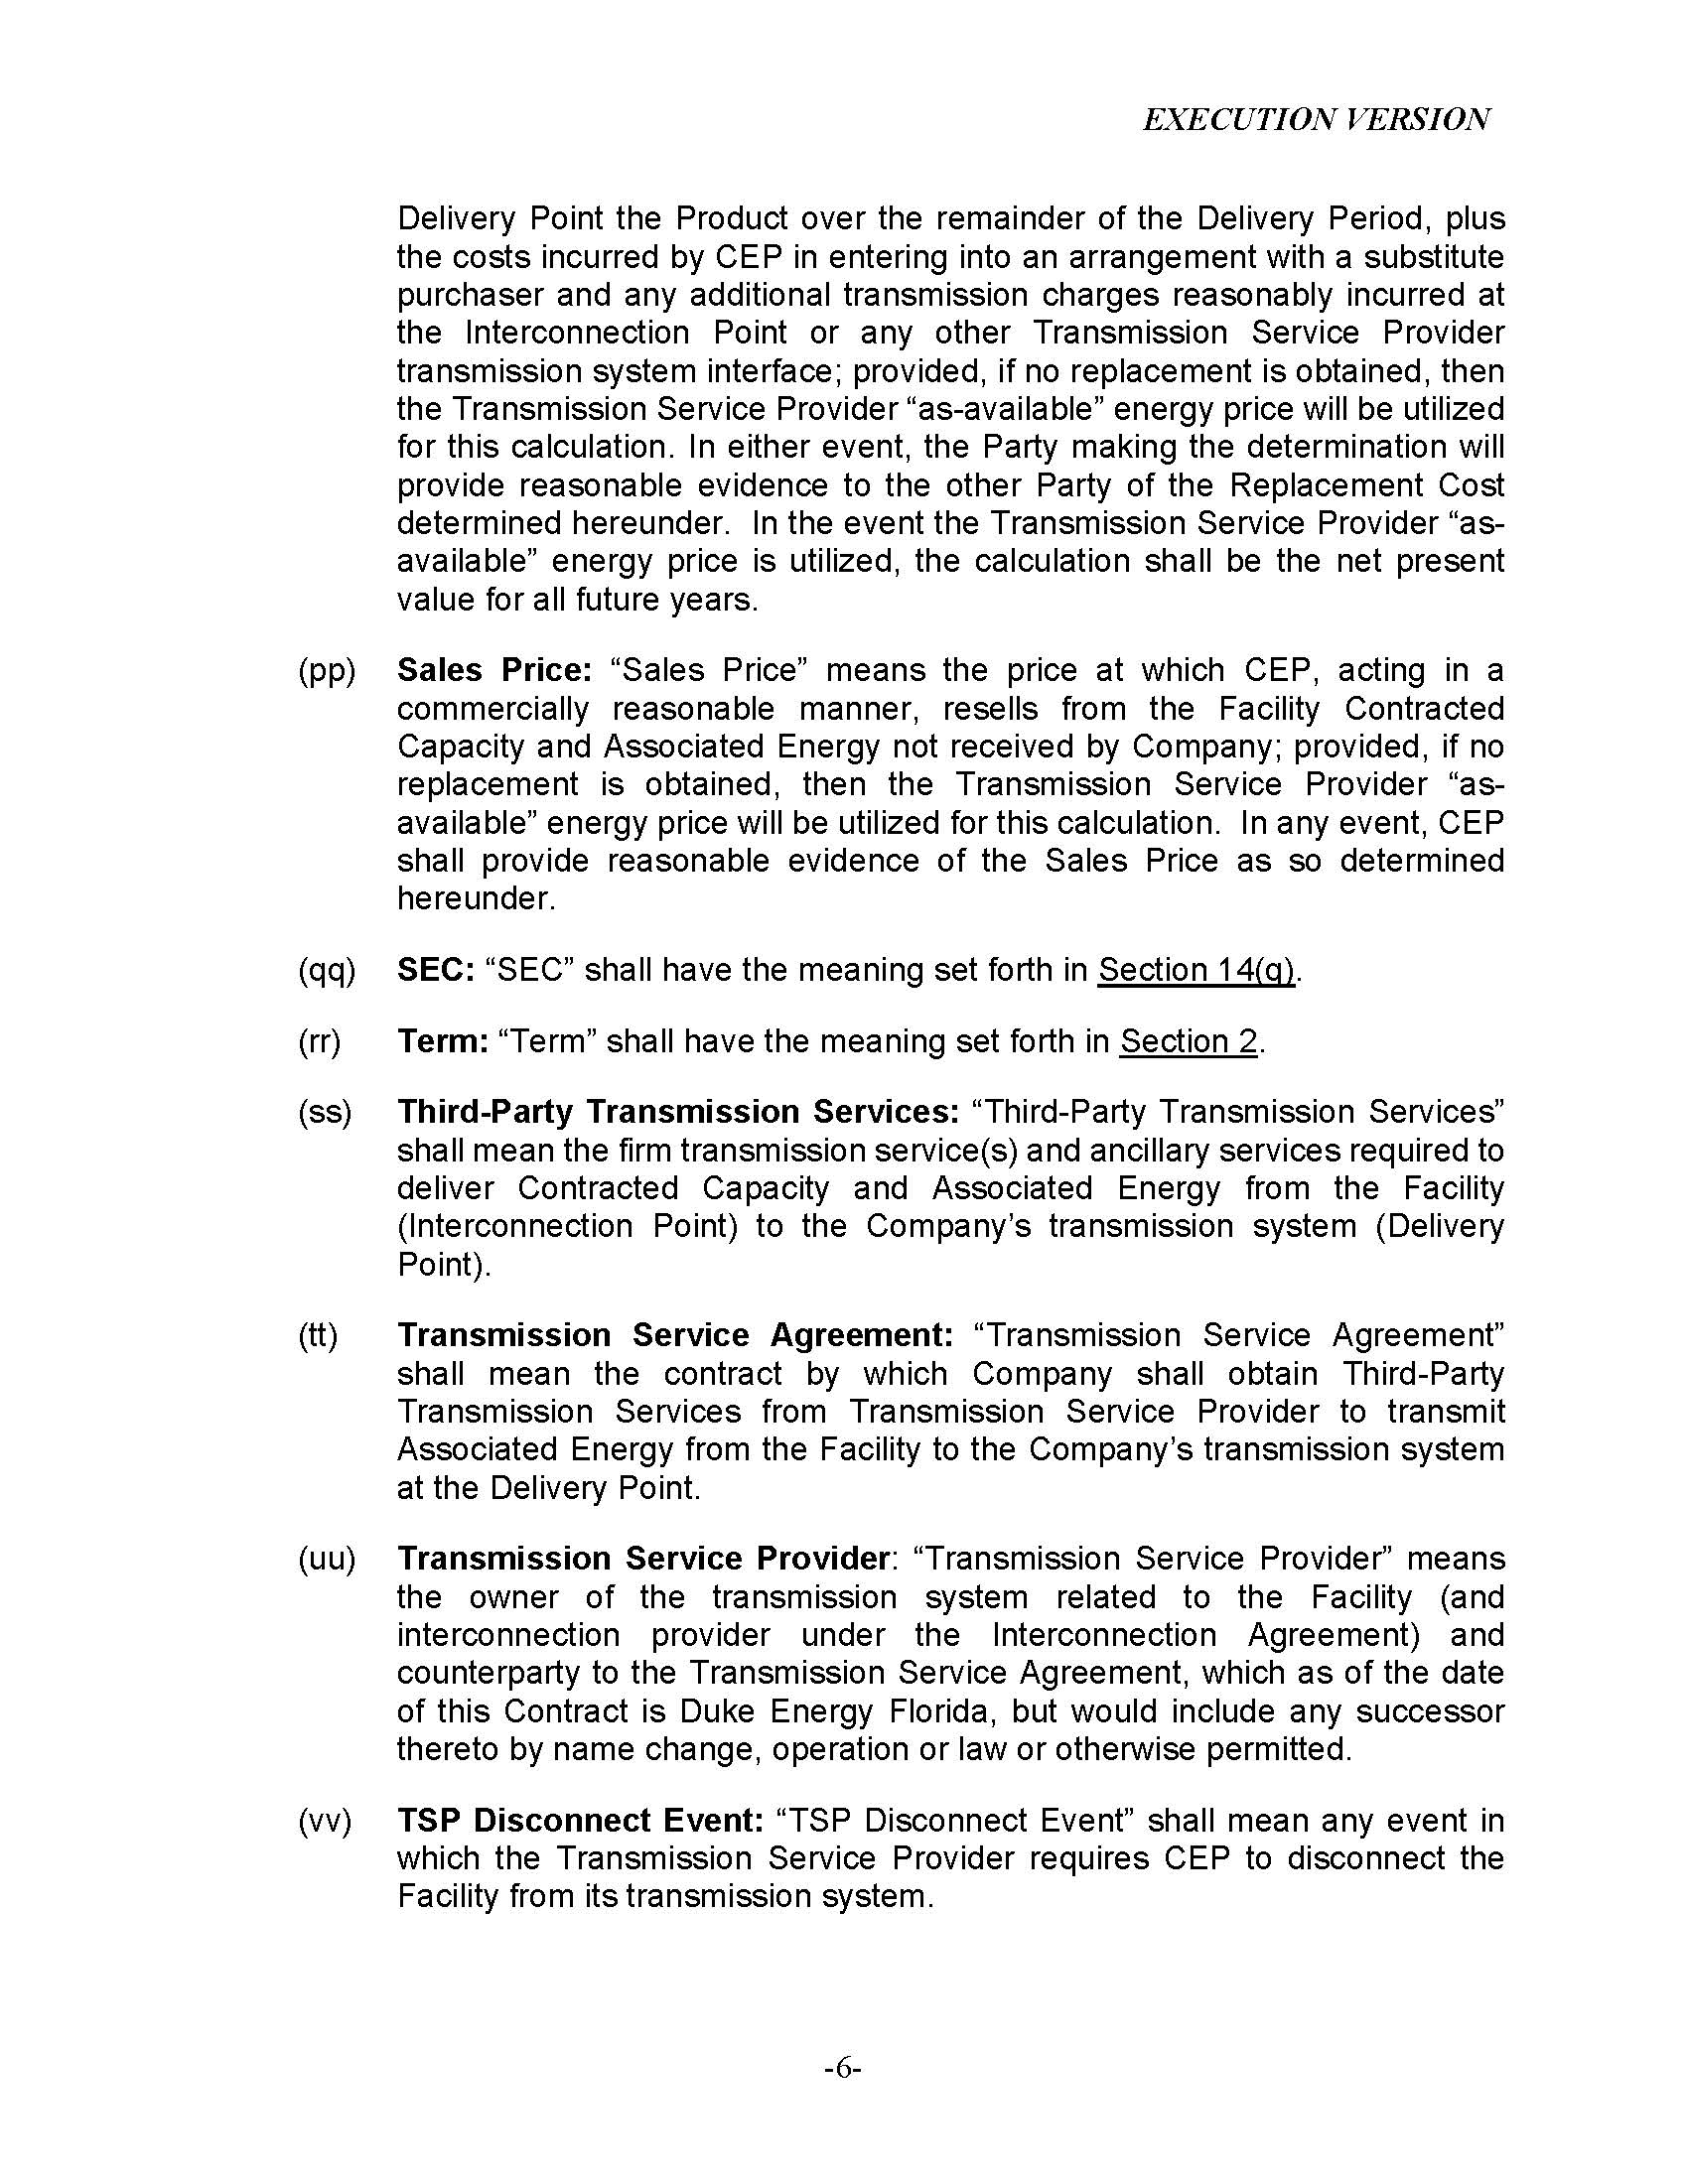 EXECUTION VERSION
Delivery Point the Product over the remainder of the Delivery Period, plus
the costs incurred by CEP in entering into an arrangement with a substitute
purchaser and any additional transmission charges reasonably incurred at
the Interconnection Point or any other Transmission Service Provider
transmission system interface; provided, if no replacement is obtained, then
the Transmission Service Provider “as-available” energy price will be utilized
for this calculation. In either event, the Party making the determination will
provide reasonable evidence to the other Party of the Replacement Cost
determined hereunder.  In the event the Transmission Service Provider “as-
available” energy price is utilized, the calculation shall be the net present
value for all future years.
(pp) Sales Price: “Sales Price” means the price at which CEP, acting in a
commercially reasonable manner, resells from the Facility Contracted
Capacity and Associated Energy not received by Company; provided, if no
replacement is obtained, then the Transmission Service Provider “as-
available” energy price will be utilized for this calculation.  In any event, CEP
shall provide reasonable evidence of the Sales Price as so determined
hereunder.
(qq) SEC: “SEC” shall have the meaning set forth in Section 14(q).
(rr) Term: “Term” shall have the meaning set forth in Section 2.
(ss) Third-Party Transmission Services: “Third-Party Transmission Services”
shall mean the firm transmission service(s) and ancillary services required to
deliver Contracted Capacity and Associated Energy from the Facility
(Interconnection Point) to the Company’s transmission system (Delivery
Point).
(tt) Transmission Service Agreement: “Transmission Service Agreement”
shall mean the contract by which Company shall obtain Third-Party
Transmission Services from Transmission Service Provider to transmit
Associated Energy from the Facility to the Company’s transmission system
at the Delivery Point.
(uu) Transmission Service Provider: “Transmission Service Provider” means
the owner of the transmission system related to the Facility (and
interconnection provider under the Interconnection Agreement) and
counterparty to the Transmission Service Agreement, which as of the date
of this Contract is Duke Energy Florida, but would include any successor
thereto by name change, operation or law or otherwise permitted.
(vv) TSP Disconnect Event: “TSP Disconnect Event” shall mean any event in
which the Transmission Service Provider requires CEP to disconnect the
Facility from its transmission system.
-6-